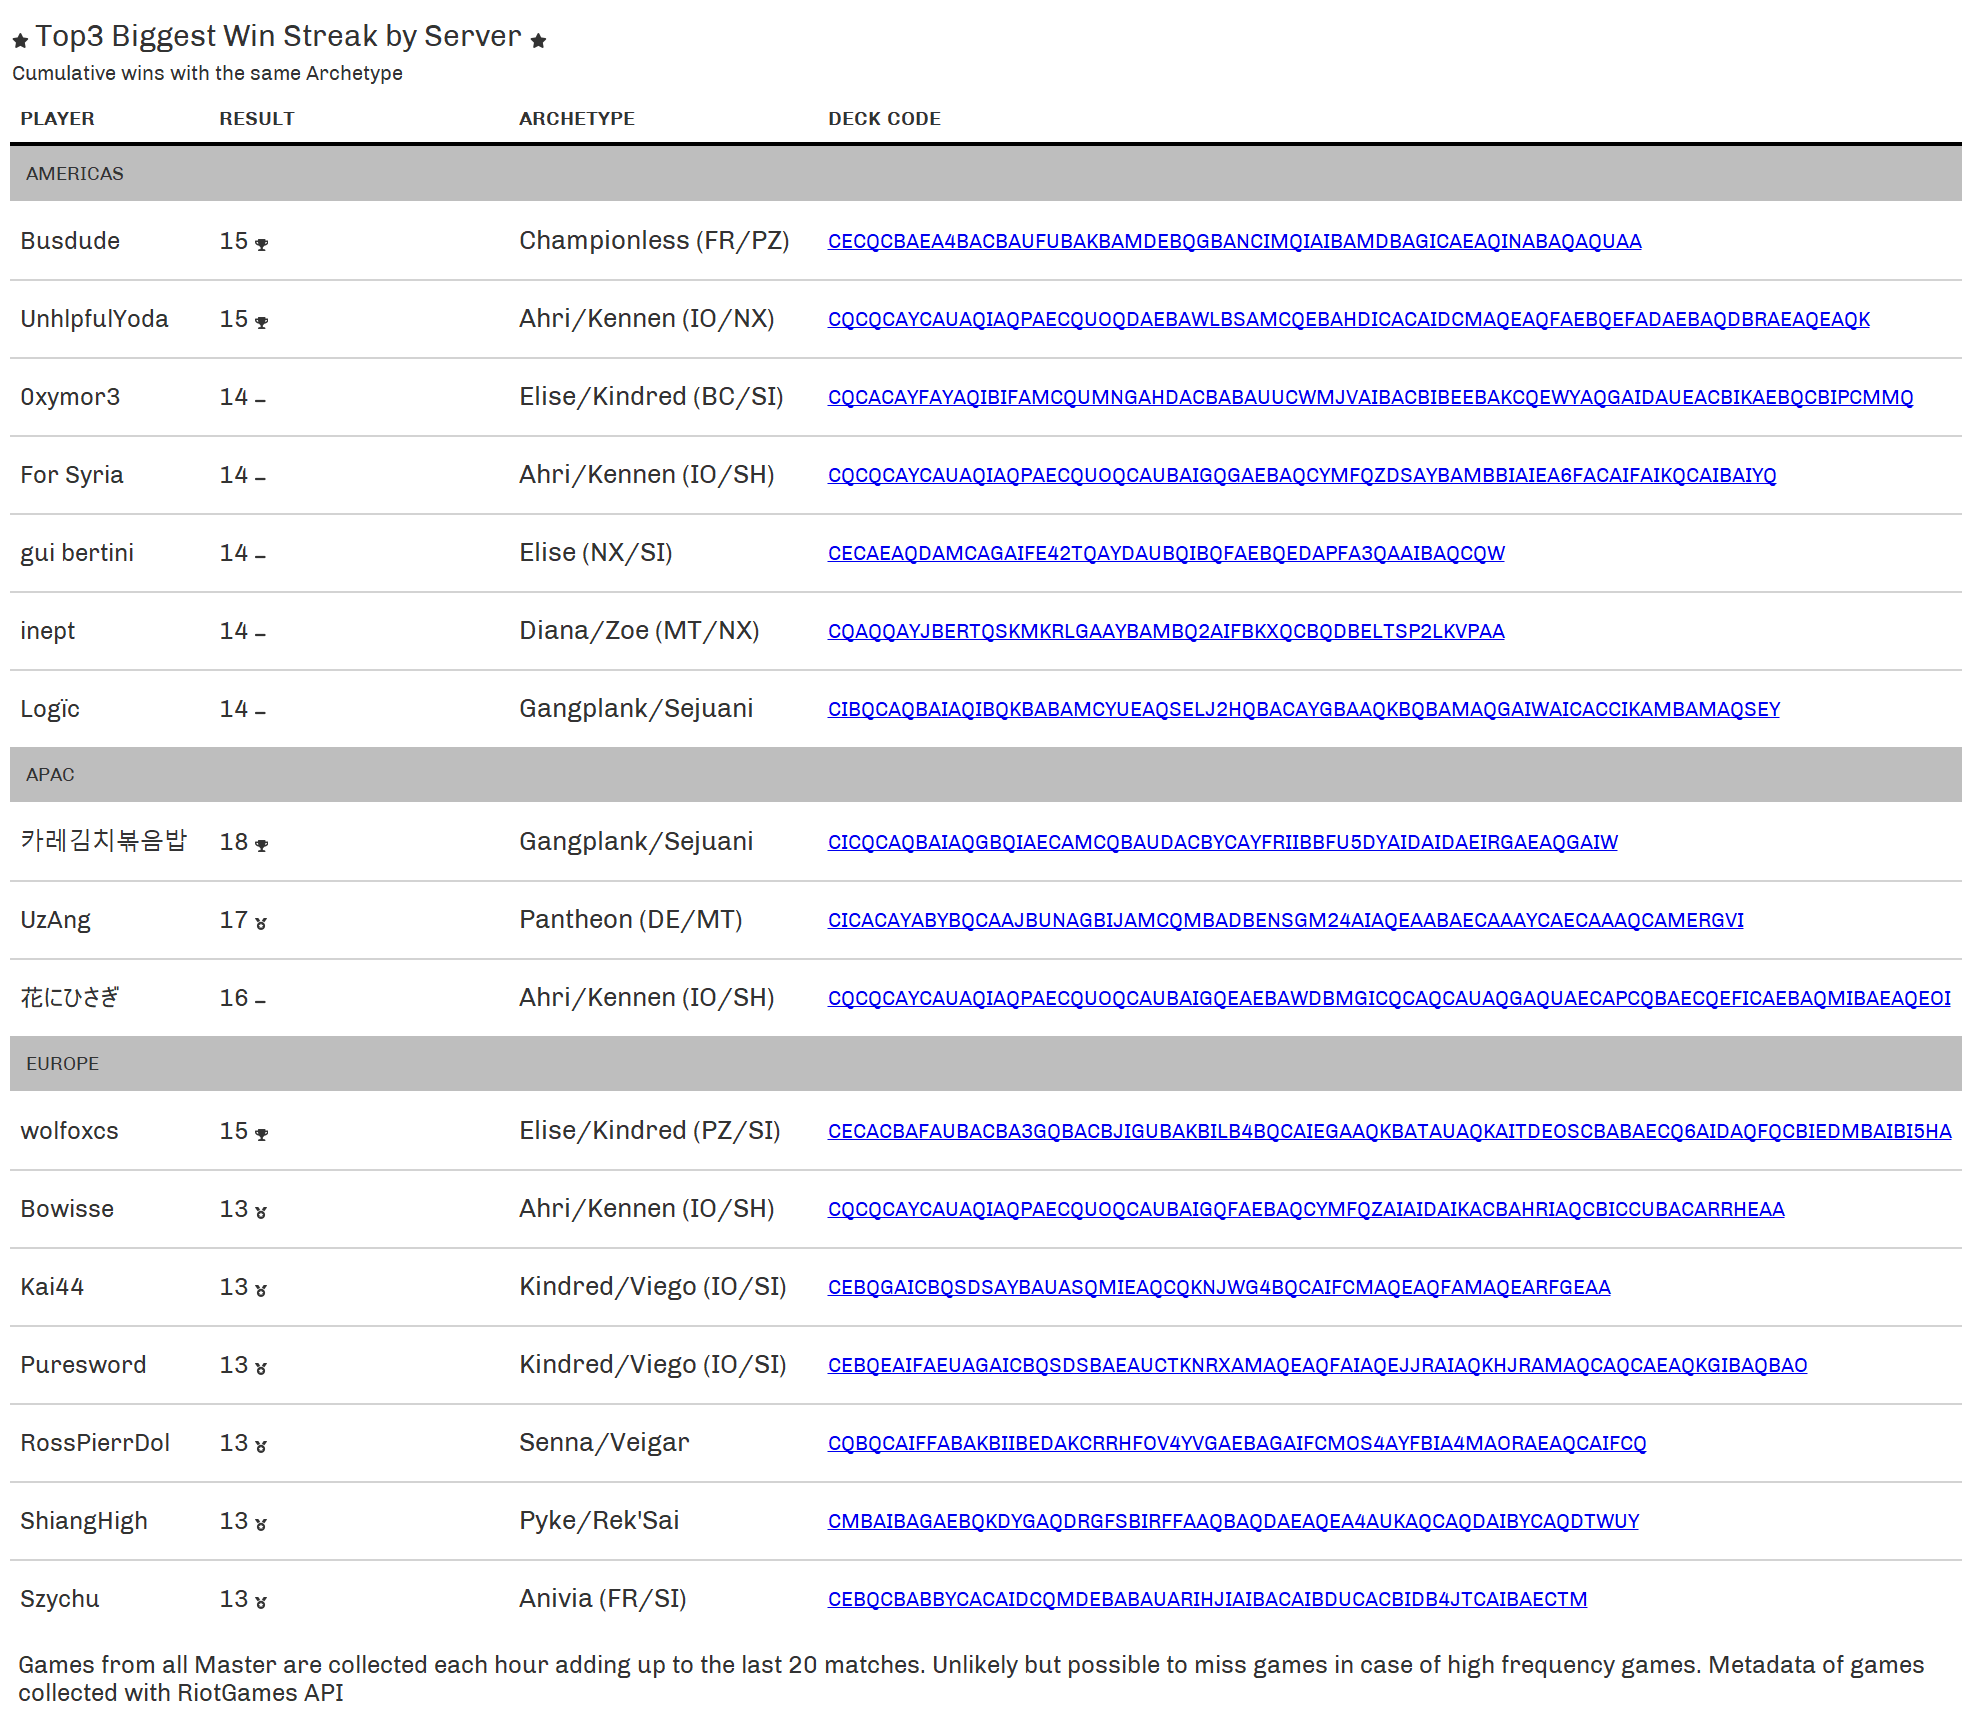 ★ Top3 Biggest Win Streak by Server ★
Cumulative wins with the same Archetype
PLAYER RESULT ARCHETYPE DECK CODE
AMERICAS
Busdude 15 Championless (FR/PZ) CECQCBAEA4BACBAUFUBAKBAMDEBQGBANCIMQIAIBAMDBAGICAEAQINABAQAQUAA
UnhlpfulYoda 15 Ahri/Kennen (IO/NX) CQCQCAYCAUAQIAQPAECQUOQDAEBAWLBSAMCQEBAHDICACAIDCMAQEAQFAEBQEFADAEBAQDBRAEAQEAQK
0xymor3 14 – Elise/Kindred (BC/SI) CQCACAYFAYAQIBIFAMCQUMNGAHDACBABAUUCWMJVAIBACBIBEEBAKCQEWYAQGAIDAUEACBIKAEBQCBIPCMMQ
For Syria 14 – Ahri/Kennen (IO/SH) CQCQCAYCAUAQIAQPAECQUOQCAUBAIGQGAEBAQCYMFQZDSAYBAMBBIAIEA6FACAIFAIKQCAIBAIYQ
gui bertini 14 – Elise (NX/SI) CECAEAQDAMCAGAIFE42TQAYDAUBQIBQFAEBQEDAPFA3QAAIBAQCQW
inept 14 – Diana/Zoe (MT/NX) CQAQQAYJBERTQSKMKRLGAAYBAMBQ2AIFBKXQCBQDBELTSP2LKVPAA
Logïc 14 – Gangplank/Sejuani CIBQCAQBAIAQIBQKBABAMCYUEAQSELJ2HQBACAYGBAAQKBQBAMAQGAIWAICACCIKAMBAMAQSEY
APAC
카레김치볶음밥 18 Gangplank/Sejuani CICQCAQBAIAQGBQIAECAMCQBAUDACBYCAYFRIIBBFU5DYAIDAIDAEIRGAEAQGAIW
UzAng 17 Pantheon (DE/MT) CICACAYABYBQCAAJBUNAGBIJAMCQMBADBENSGM24AIAQEAABAECAAAYCAECAAAQCAMERGVI
花にひさぎ 16 – Ahri/Kennen (IO/SH) CQCQCAYCAUAQIAQPAECQUOQCAUBAIGQEAEBAWDBMGICQCAQCAUAQGAQUAECAPCQBAECQEFICAEBAQMIBAEAQEOI
EUROPE
wolfoxcs 15 Elise/Kindred (PZ/SI) CECACBAFAUBACBA3GQBACBJIGUBAKBILB4BQCAIEGAAQKBATAUAQKAITDEOSCBABAECQ6AIDAQFQCBIEDMBAIBI5HA
Bowisse 13 Ahri/Kennen (IO/SH) CQCQCAYCAUAQIAQPAECQUOQCAUBAIGQFAEBAQCYMFQZAIAIDAIKACBAHRIAQCBICCUBACARRHEAA
Kai44 13 Kindred/Viego (IO/SI) CEBQGAICBQSDSAYBAUASQMIEAQCQKNJWG4BQCAIFCMAQEAQFAMAQEARFGEAA
Puresword 13 Kindred/Viego (IO/SI) CEBQEAIFAEUAGAICBQSDSBAEAUCTKNRXAMAQEAQFAIAQEJJRAIAQKHJRAMAQCAQCAEAQKGIBAQBAO
RossPierrDol 13 Senna/Veigar CQBQCAIFFABAKBIIBEDAKCRRHFOV4YVGAEBAGAIFCMOS4AYFBIA4MAORAEAQCAIFCQ
ShiangHigh 13 Pyke/Rek'Sai CMBAIBAGAEBQKDYGAQDRGFSBIRFFAAQBAQDAEAQEA4AUKAQCAQDAIBYCAQDTWUY
Szychu 13 Anivia (FR/SI) CEBQCBABBYCACAIDCQMDEBABAUARIHJIAIBACAIBDUCACBIDB4JTCAIBAECTM
Games from all Master are collected each hour adding up to the last 20 matches. Unlikely but possible to miss games in case of high frequency games. Metadata of games
collected with RiotGames API